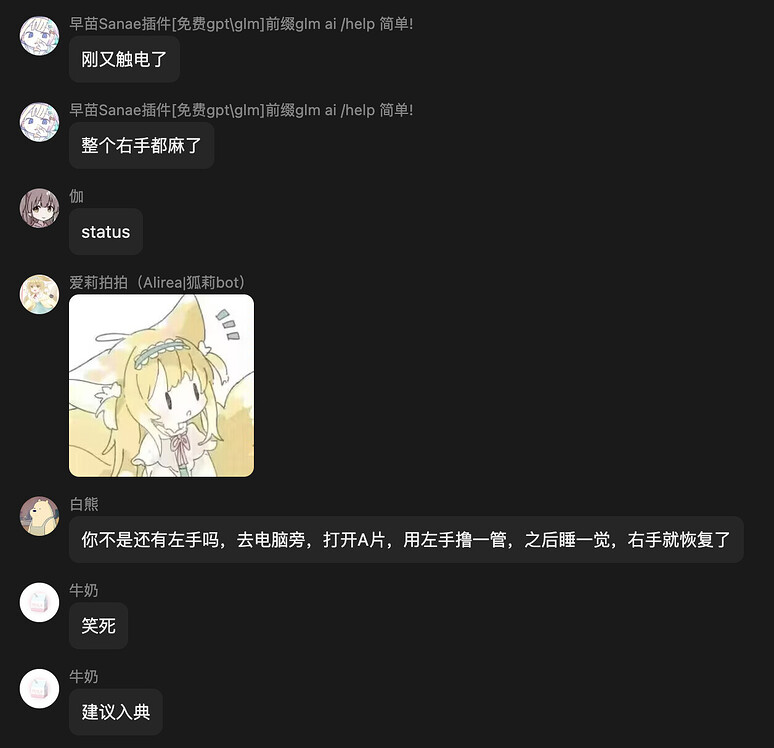 早苗Sanae插件[免费gpt\glm]前缀glm ai /help 简单!
刚又触电了
早苗Sanae插件[免费gpt\glm]前缀glm ai /help 简单!
整个右手都麻了
伽
status
爱莉拍拍（Alirea|狐莉bot）
白熊
你不是还有左手吗，去电脑旁，打开A片，用左手撸一管，之后睡一觉，右手就恢复了
牛奶
笑死
牛奶
建议入典